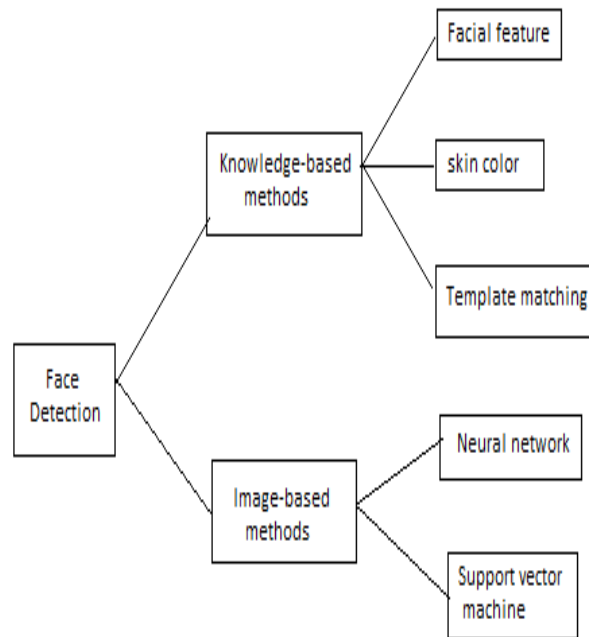 Facial feature
Knowledge-based
methods
skin color
Template matching
Face
Detection
Neural network
Image-based
methods
Support vector
machine